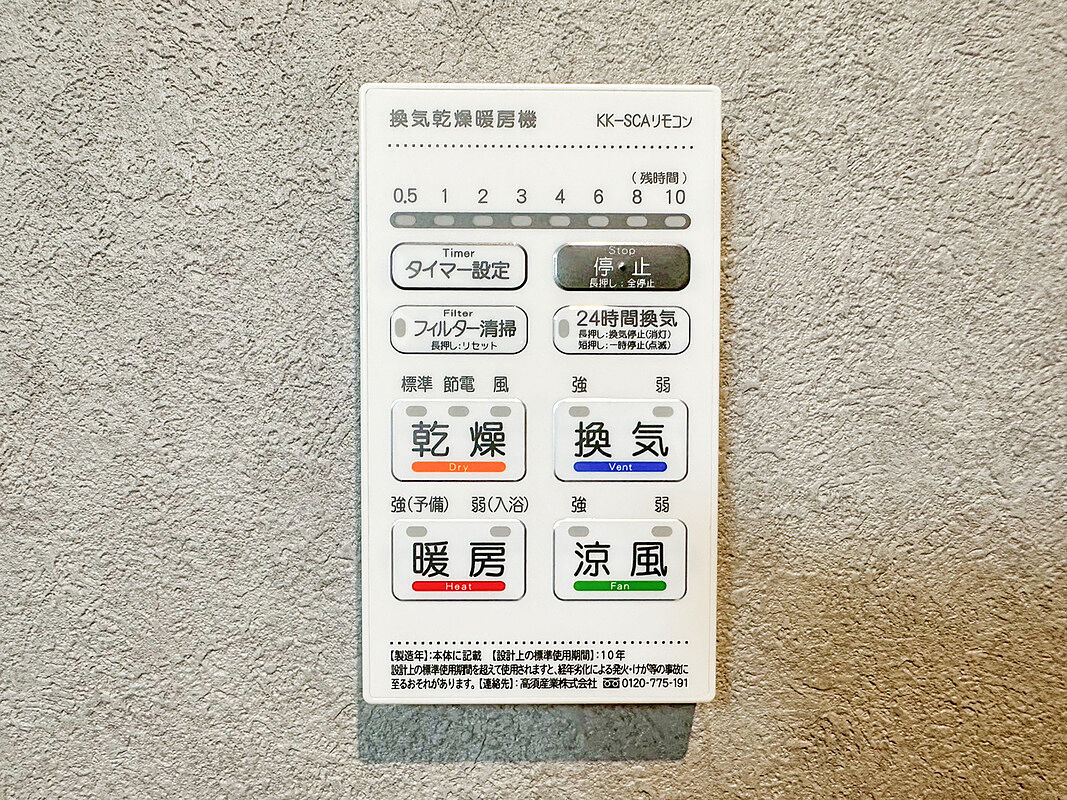 換気乾燥暖房機 KK-SCAリモコン
(残時間)
0.5 1 2 3 4 6 8 10
Timer
タイマー設定
Stop
停・止
長押し:全停止
Filter
フィルター清掃
長押し:リセット
24時間換気
長押し:換気停止(消灯)
短押し:一時停止(点滅)
標準 節電 風
乾燥
Dry
強 弱
換気
Vent
強(予備) 弱(入浴)
暖房
Heat
強 弱
涼風
Fan
【製造年】:本体に記載 【設計上の標準使用期間】:10年
設計上の標準使用期間を超えて使用されますと、経年劣化による発火・けが等の事故に
至るおそれがあります。【連絡先】:高須産業株式会社 0120-775-191